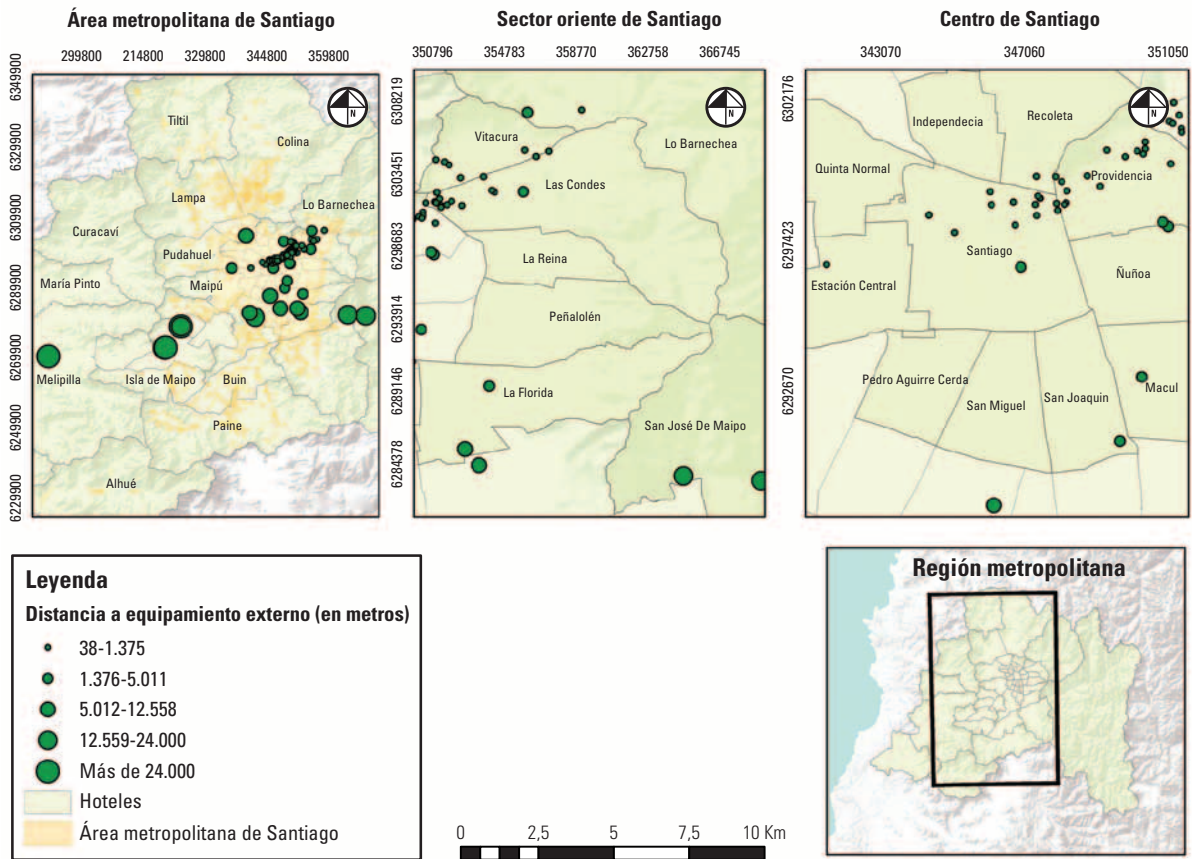 Área metropolitana de Santiago
299800 214800 329800 344800 359800
6349900
6329900
6309900
6289900
6269900
6249900
6229900
N
Tiltil
Colina
Lampa
Lo Barnechea
Curacaví
Pudahuel
María Pinto
Maipú
Melipilla
Isla de Maipo
Buin
Paine
Alhué
Sector oriente de Santiago
350796 354783 358770 362758 366745
6308219
6303451
6298683
6293914
6289146
6284378
N
Vitacura
Lo Barnechea
Las Condes
La Reina
Peñalolén
La Florida
San José De Maipo
Centro de Santiago
343070 347060 351050
6302176
6297423
6292670
N
Independecia
Recoleta
Quinta Normal
Providencia
Santiago
Estación Central
Ñuñoa
Pedro Aguirre Cerda
San Miguel
San Joaquin
Macul
Leyenda
Distancia a equipamiento externo (en metros)
38-1.375
1.376-5.011
5.012-12.558
12.559-24.000
Más de 24.000
Hoteles
Área metropolitana de Santiago
0 2,5 5 7,5 10 Km
Región metropolitana